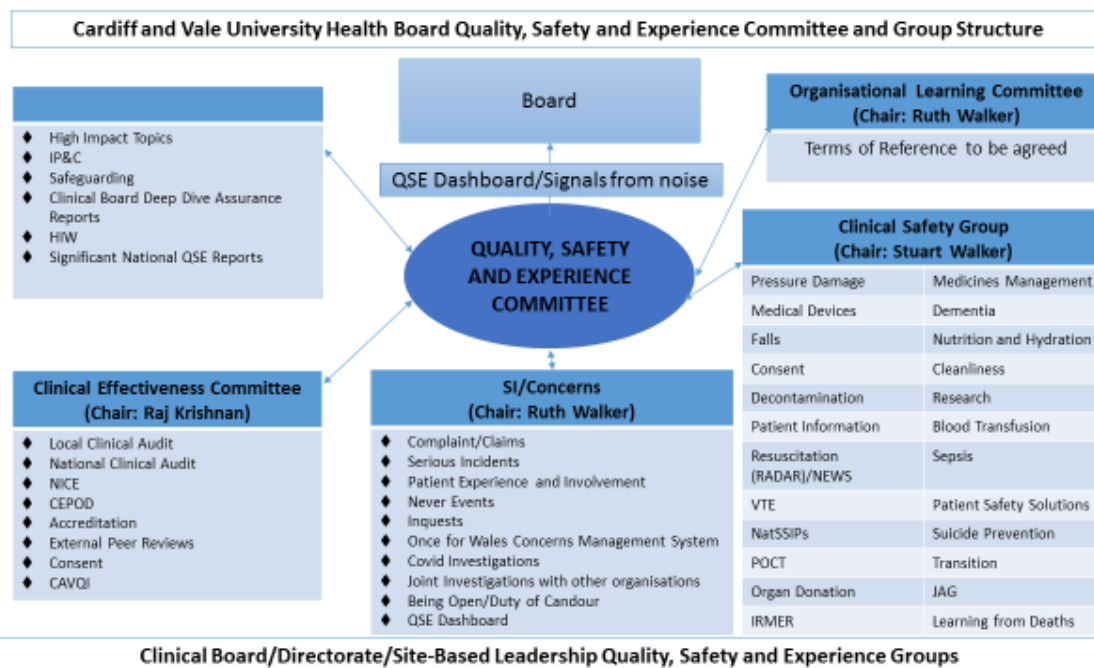 Cardiff and Vale University Health Board Quality, Safety and Experience Committee and Group Structure
Board
QSE Dashboard/Signals from noise
QUALITY, SAFETY
AND EXPERIENCE
COMMITTEE
♦ High Impact Topics
♦ IP&C
♦ Safeguarding
♦ Clinical Board Deep Dive Assurance
Reports
♦ HIW
♦ Significant National QSE Reports
Organisational Learning Committee
(Chair: Ruth Walker)
Terms of Reference to be agreed
Clinical Effectiveness Committee
(Chair: Raj Krishnan)
♦ Local Clinical Audit
♦ National Clinical Audit
♦ NICE
♦ CEPOD
♦ Accreditation
♦ External Peer Reviews
♦ Consent
♦ CAVQI
SI/Concerns
(Chair: Ruth Walker)
♦ Complaint/Claims
♦ Serious Incidents
♦ Patient Experience and Involvement
♦ Never Events
♦ Inquests
♦ Once for Wales Concerns Management System
♦ Covid Investigations
♦ Joint Investigations with other organisations
♦ Being Open/Duty of Candour
♦ QSE Dashboard
Clinical Safety Group
(Chair: Stuart Walker)
Pressure Damage Medicines Management
Medical Devices Dementia
Falls Nutrition and Hydration
Consent Cleanliness
Decontamination Research
Patient Information Blood Transfusion
Resuscitation Sepsis
(RADAR)/NEWS
VTE Patient Safety Solutions
NatSSIPs Suicide Prevention
POCT Transition
Organ Donation JAG
IRMER Learning from Deaths
Clinical Board/Directorate/Site-Based Leadership Quality, Safety and Experience Groups